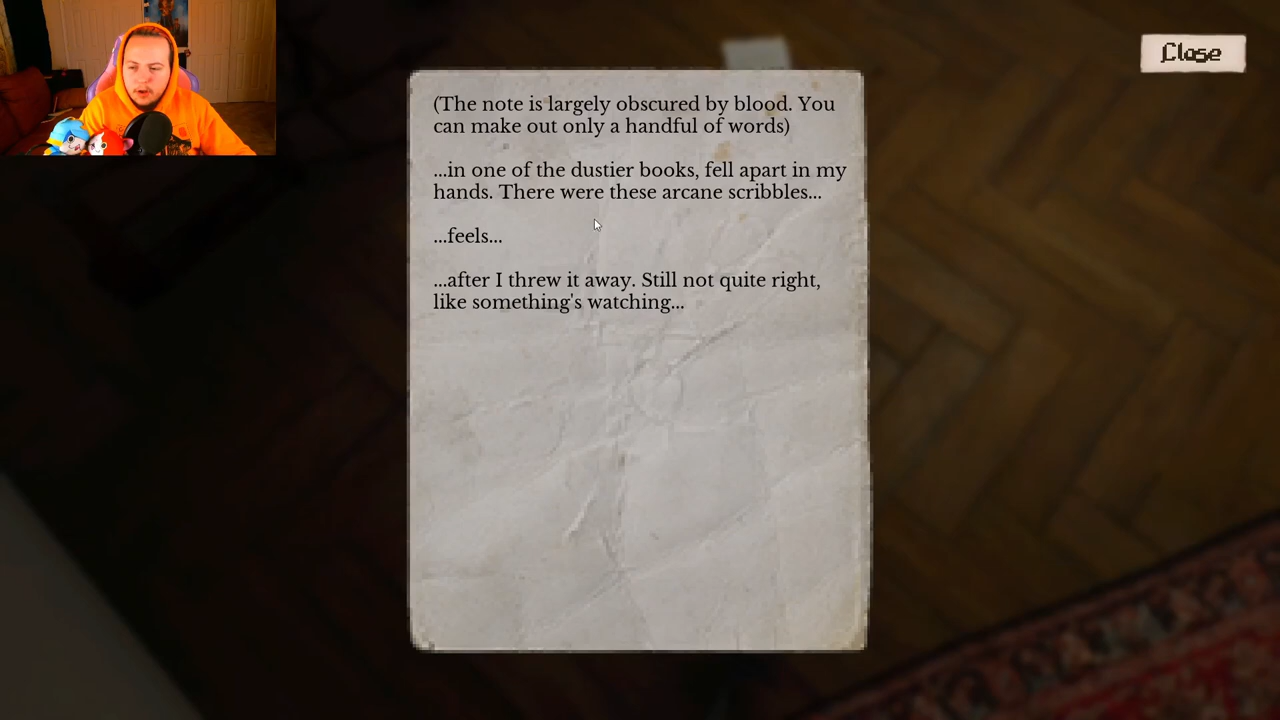 Close
(The note is largely obscured by blood. You
can make out only a handful of words)
...in one of the dustier books, fell apart in my
hands. There were these arcane scribbles...
...feels...
...after I threw it away. Still not quite right,
like something's watching...